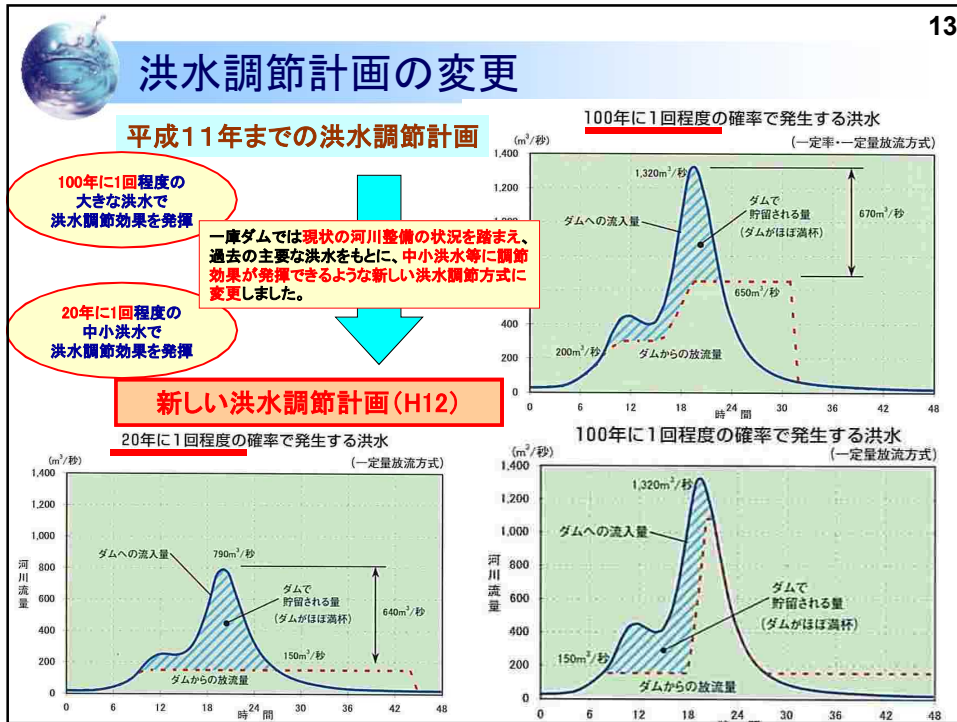 13
洪水調節計画の変更
平成11年までの洪水調節計画
100年に1回程度の
大きな洪水で
洪水調節効果を発揮
一庫ダムでは現状の河川整備の状況を踏まえ、
過去の主要な洪水をもとに、中小洪水等に調節
効果が発揮できるような新しい洪水調節方式に
変更しました。
20年に1回程度の
中小洪水で
洪水調節効果を発揮
新しい洪水調節計画(H12)
100年に1回程度の確率で発生する洪水
(m³/秒)
(一定率・一定量放流方式)
1,400
1,200
1,000
400
200
0
1,320m³/秒
ダムへの流入量
ダムで
貯留される量
(ダムがほぼ満杯)
670m³/秒
650m³/秒
200m³/秒
ダムからの放流量
0 6 12 18 24 30 36 42 48
時 間
20年に1回程度の確率で発生する洪水
(m³/秒)
(一定量放流方式)
1,400
1,200
1,000
800
600
400
200
0
河川流量
ダムへの流入量
790m³/秒
ダムで
貯留される量
(ダムがほぼ満杯)
640m³/秒
150m³/秒
ダムからの放流量
0 6 12 18 24 30 36 42 48
時 間
100年に1回程度の確率で発生する洪水
(m³/秒)
(一定量放流方式)
1,400
1,200
1,000
800
600
400
200
0
河川流量
1,320m³/秒
ダムへの流入量
ダムで
貯留される量
(ダムがほぼ満杯)
150m³/秒
ダムからの放流量
0 6 12 18 24 30 36 42 48
時 間